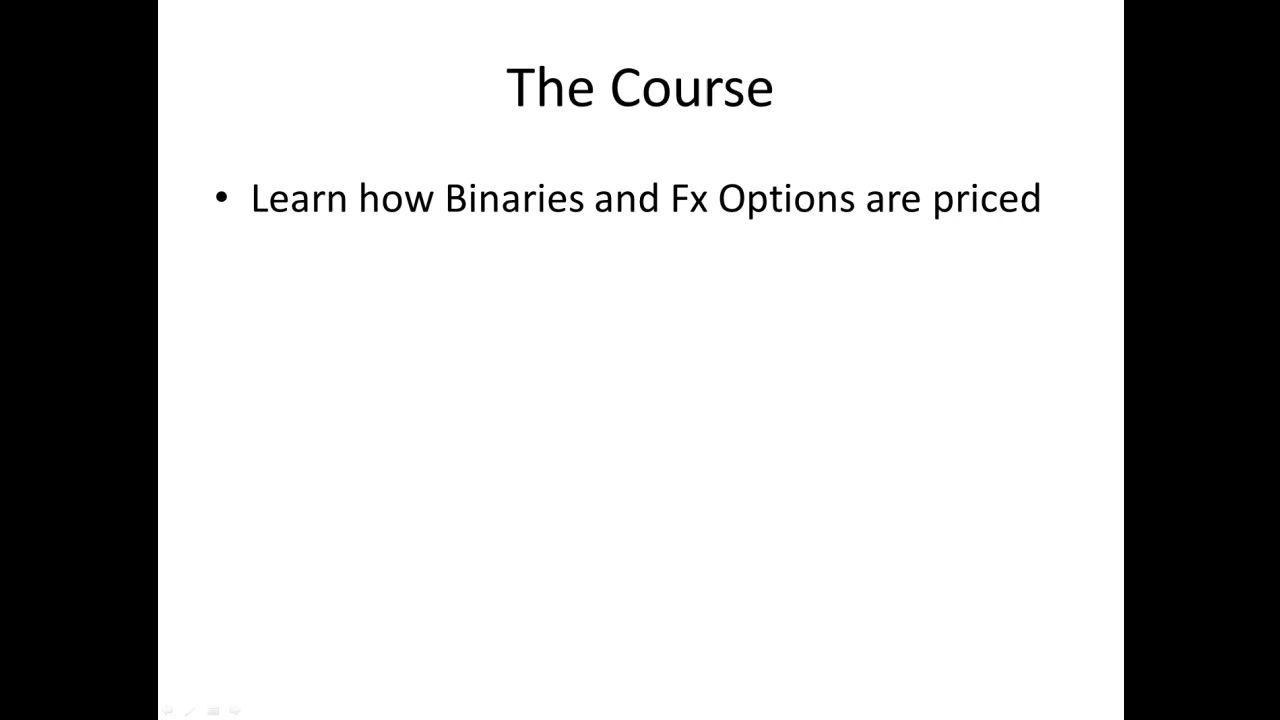 The Course
• Learn how Binaries and Fx Options are priced